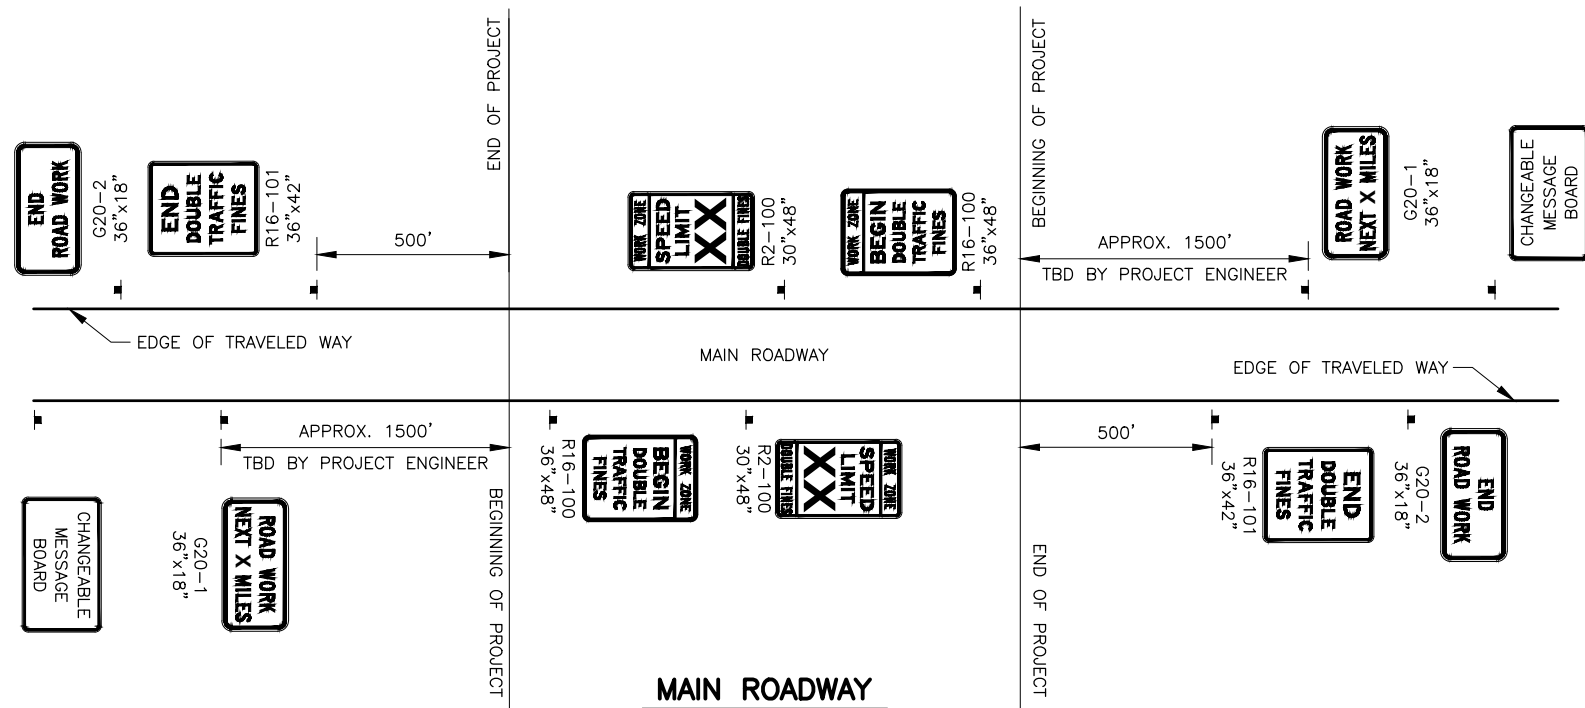 END OF PROJECT
BEGINNING OF PROJECT
END
ROAD WORK
G20-2
36"x18"
END
DOUBLE
TRAFFIC
FINES
R16-101
36"x42"
500'
WORK ZONE
SPEED
LIMIT
XX
DOUBLE FINES
R2-100
30"x48"
WORK ZONE
BEGIN
DOUBLE
TRAFFIC
FINES
R16-100
36"x48"
APPROX. 1500'
TBD BY PROJECT ENGINEER
ROAD WORK
NEXT X MILES
G20-1
36"x18"
CHANGEABLE
MESSAGE
BOARD
EDGE OF TRAVELED WAY
MAIN ROADWAY
EDGE OF TRAVELED WAY
APPROX. 1500'
TBD BY PROJECT ENGINEER
CHANGEABLE
MESSAGE
BOARD
ROAD WORK
NEXT X MILES
G20-1
36"x18"
BEGINNING OF PROJECT
WORK ZONE
BEGIN
DOUBLE
TRAFFIC
FINES
R16-100
36"x48"
WORK ZONE
SPEED
LIMIT
XX
DOUBLE FINES
R2-100
30"x48"
END OF PROJECT
500'
END
DOUBLE
TRAFFIC
FINES
R16-101
36"x42"
END
ROAD WORK
G20-2
36"x18"
MAIN ROADWAY